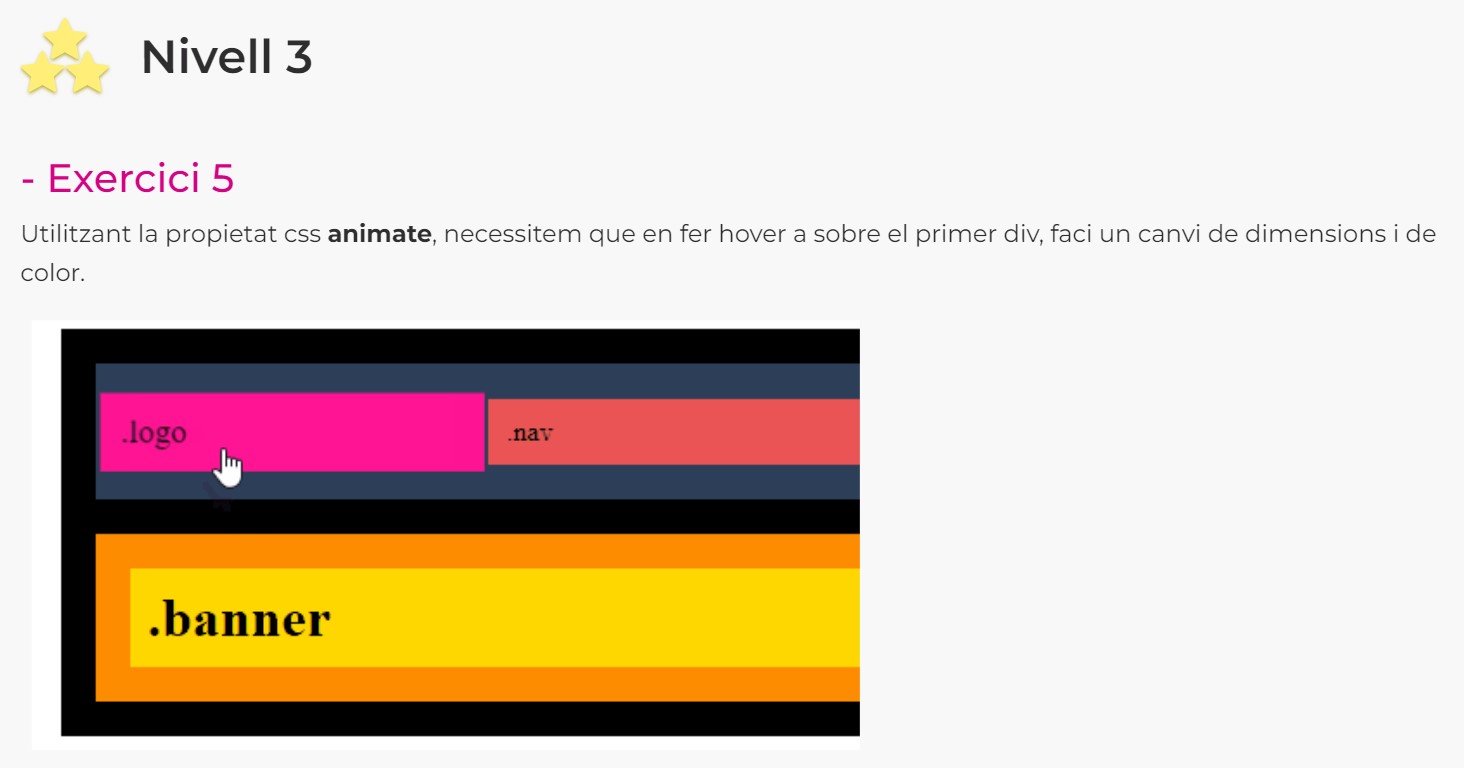 Nivell 3
- Exercici 5
Utilitzant la propietat css animate, necessitem que en fer hover a sobre el primer div, faci un canvi de dimensions i de
color.
.logo
.nav
.banner